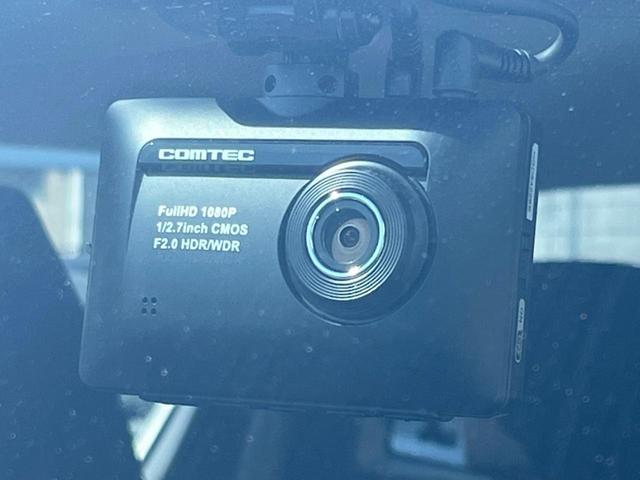 COMTEC
FullHD 1080P
1/2.7inch CMOS
F2.0 HDR/WDR